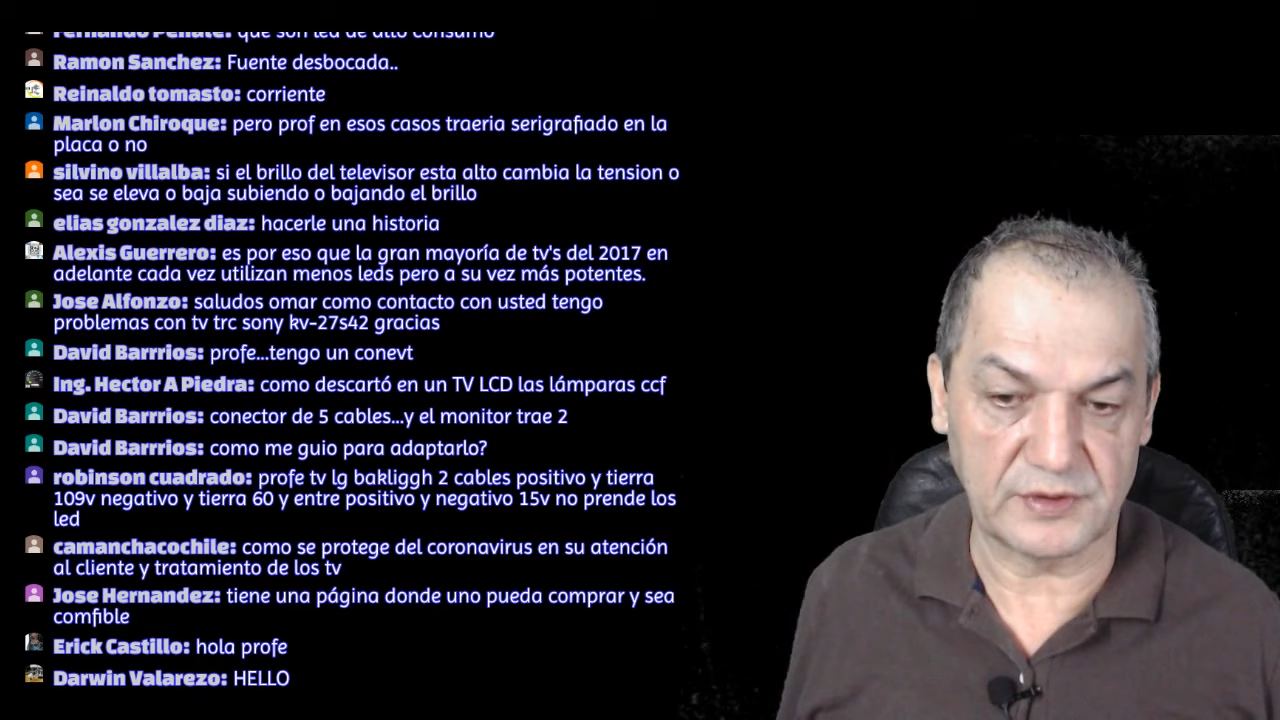 Fernando Peñate: que son led de alto consumo
Ramon Sanchez: Fuente desbocada..
Reinaldo tomasto: corriente
Marlon Chiroque: pero prof en esos casos traeria serigrafiado en la
placa o no
silvino villalba: si el brillo del televisor esta alto cambia la tension o
sea se eleva o baja subiendo o bajando el brillo
elias gonzalez diaz: hacerle una historia
Alexis Guerrero: es por eso que la gran mayoría de tv's del 2017 en
adelante cada vez utilizan menos leds pero a su vez más potentes.
Jose Alfonzo: saludos omar como contacto con usted tengo
problemas con tv trc sony kv-27s42 gracias
David Barrrios: profe...tengo un conevt
Ing. Hector A Piedra: como descartó en un TV LCD las lámparas ccf
David Barrrios: conector de 5 cables...y el monitor trae 2
David Barrrios: como me guio para adaptarlo?
robinson cuadrado: profe tv lg bakliggh 2 cables positivo y tierra
109v negativo y tierra 60 y entre positivo y negativo 15v no prende los
led
camanchacochile: como se protege del coronavirus en su atención
al cliente y tratamiento de los tv
Jose Hernandez: tiene una página donde uno pueda comprar y sea
comfible
Erick Castillo: hola profe
Darwin Valarezo: HELLO